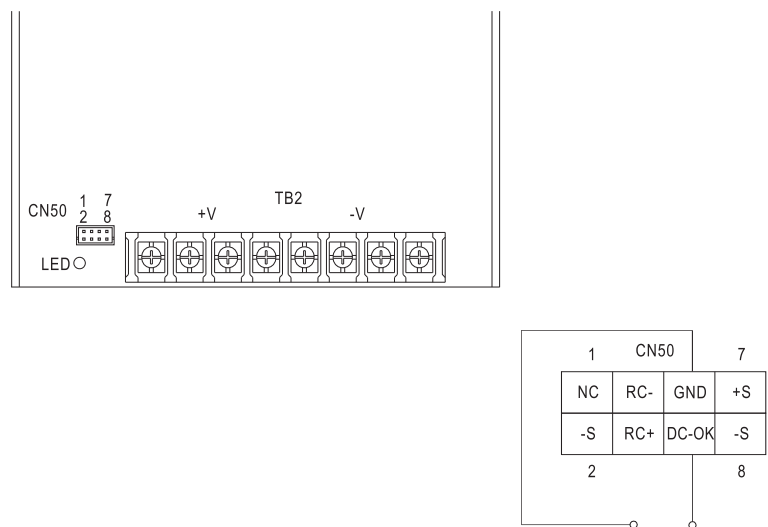 TB2
CN50 1 7
2 8
+V -V
LED
CN50
1 7
NC RC- GND +S
-S RC+ DC-OK -S
2 8